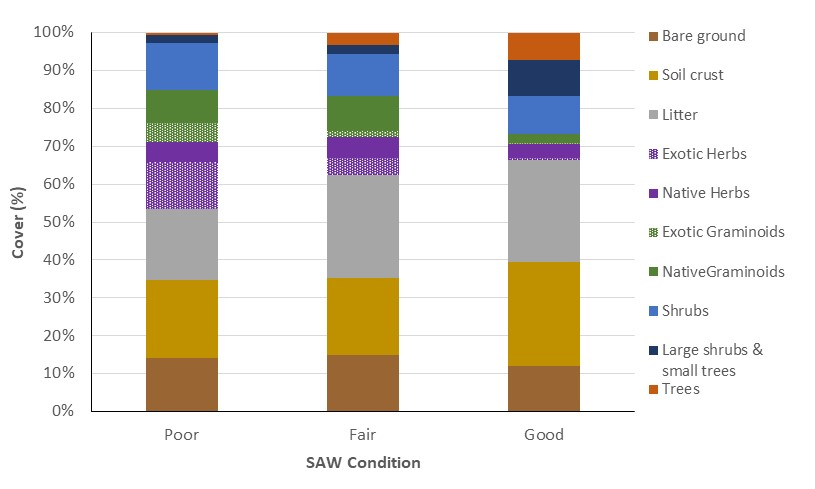 100%
90%
80%
70%
60%
50%
40%
30%
20%
10%
0%
Cover (%)
Poor
Fair
Good
SAW Condition
Bare ground
Soil crust
Litter
Exotic Herbs
Native Herbs
Exotic Graminoids
NativeGraminoids
Shrubs
Large shrubs &
small trees
Trees